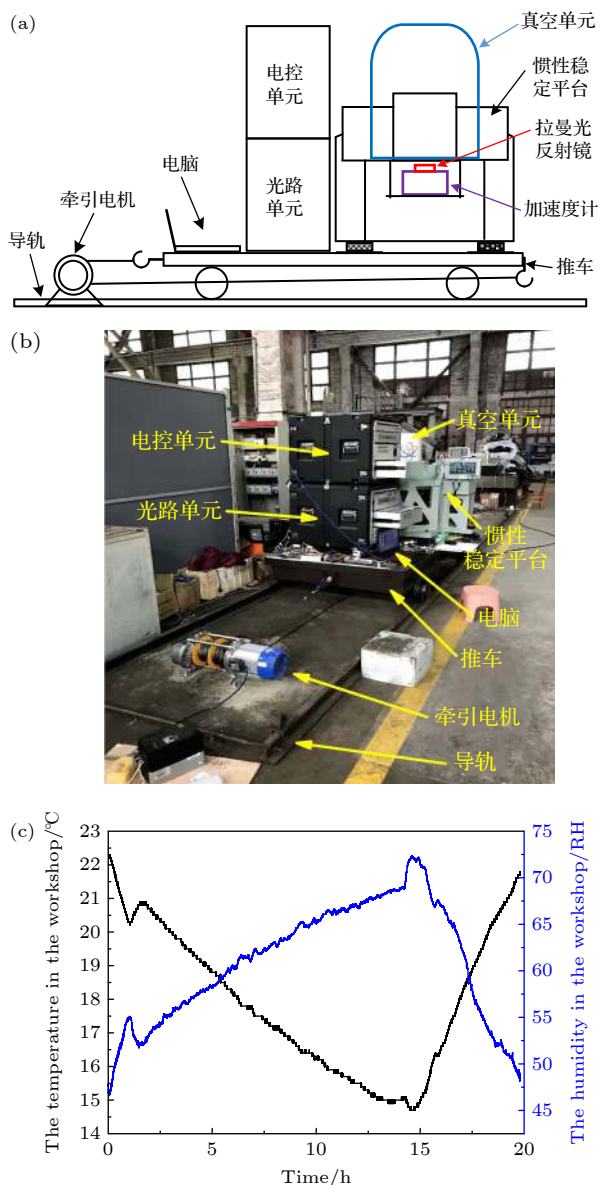 (a)
真空单元
惯性稳
定平台
电控
单元
拉曼光
反射镜
电脑
光路
单元
加速度计
牵引电机
导轨
推车
(b)
真空单元
电控单元
光路单元
惯性
稳定平台
电脑
推车
牵引电机
导轨
(c)
The temperature in the workshop/℃
23
22
21
20
19
18
17
16
15
14
75
70
65
60
55
50
45
The humidity in the workshop/RH
0
5
10
15
20
Time/h